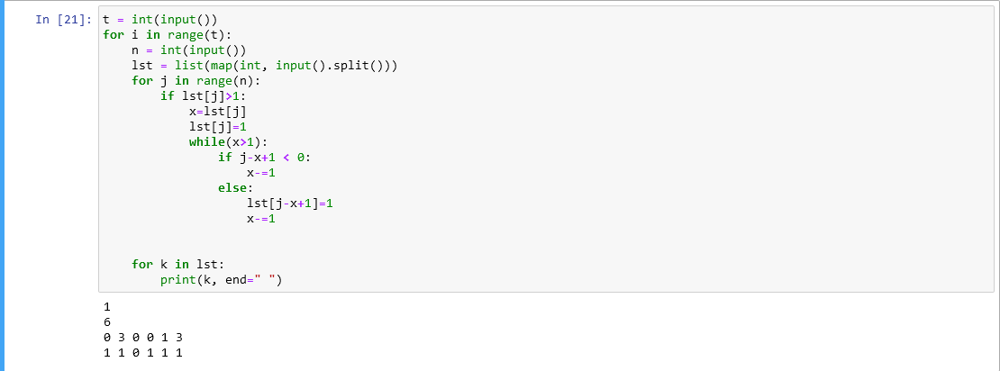 In [21]: t = int(input())
for i in range(t):
    n = int(input())
    lst = list(map(int, input().split()))
    for j in range(n):
        if lst[j]>1:
            x=lst[j]
            lst[j]=1
            while(x>1):
                if j-x+1 < 0:
                    x-=1
                else:
                    lst[j-x+1]=1
                    x-=1
    for k in lst:
        print(k, end=" ")
1
6
0 3 0 0 1 3
1 1 0 1 1 1